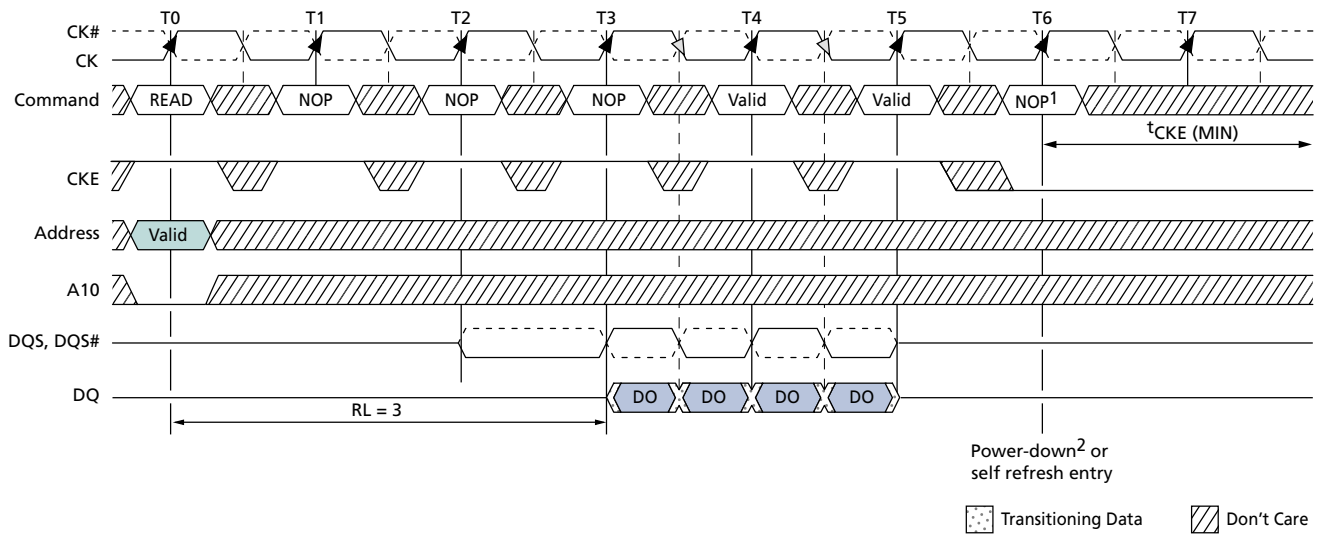 T0 T1 T2 T3 T4 T5 T6 T7
CK#
CK
Command READ NOP NOP NOP Valid Valid NOP1
tCKE (MIN)
CKE
Address Valid
A10
DQS, DQS#
DQ DO DO DO DO
RL = 3
Power-down2 or
self refresh entry
Transitioning Data Don't Care